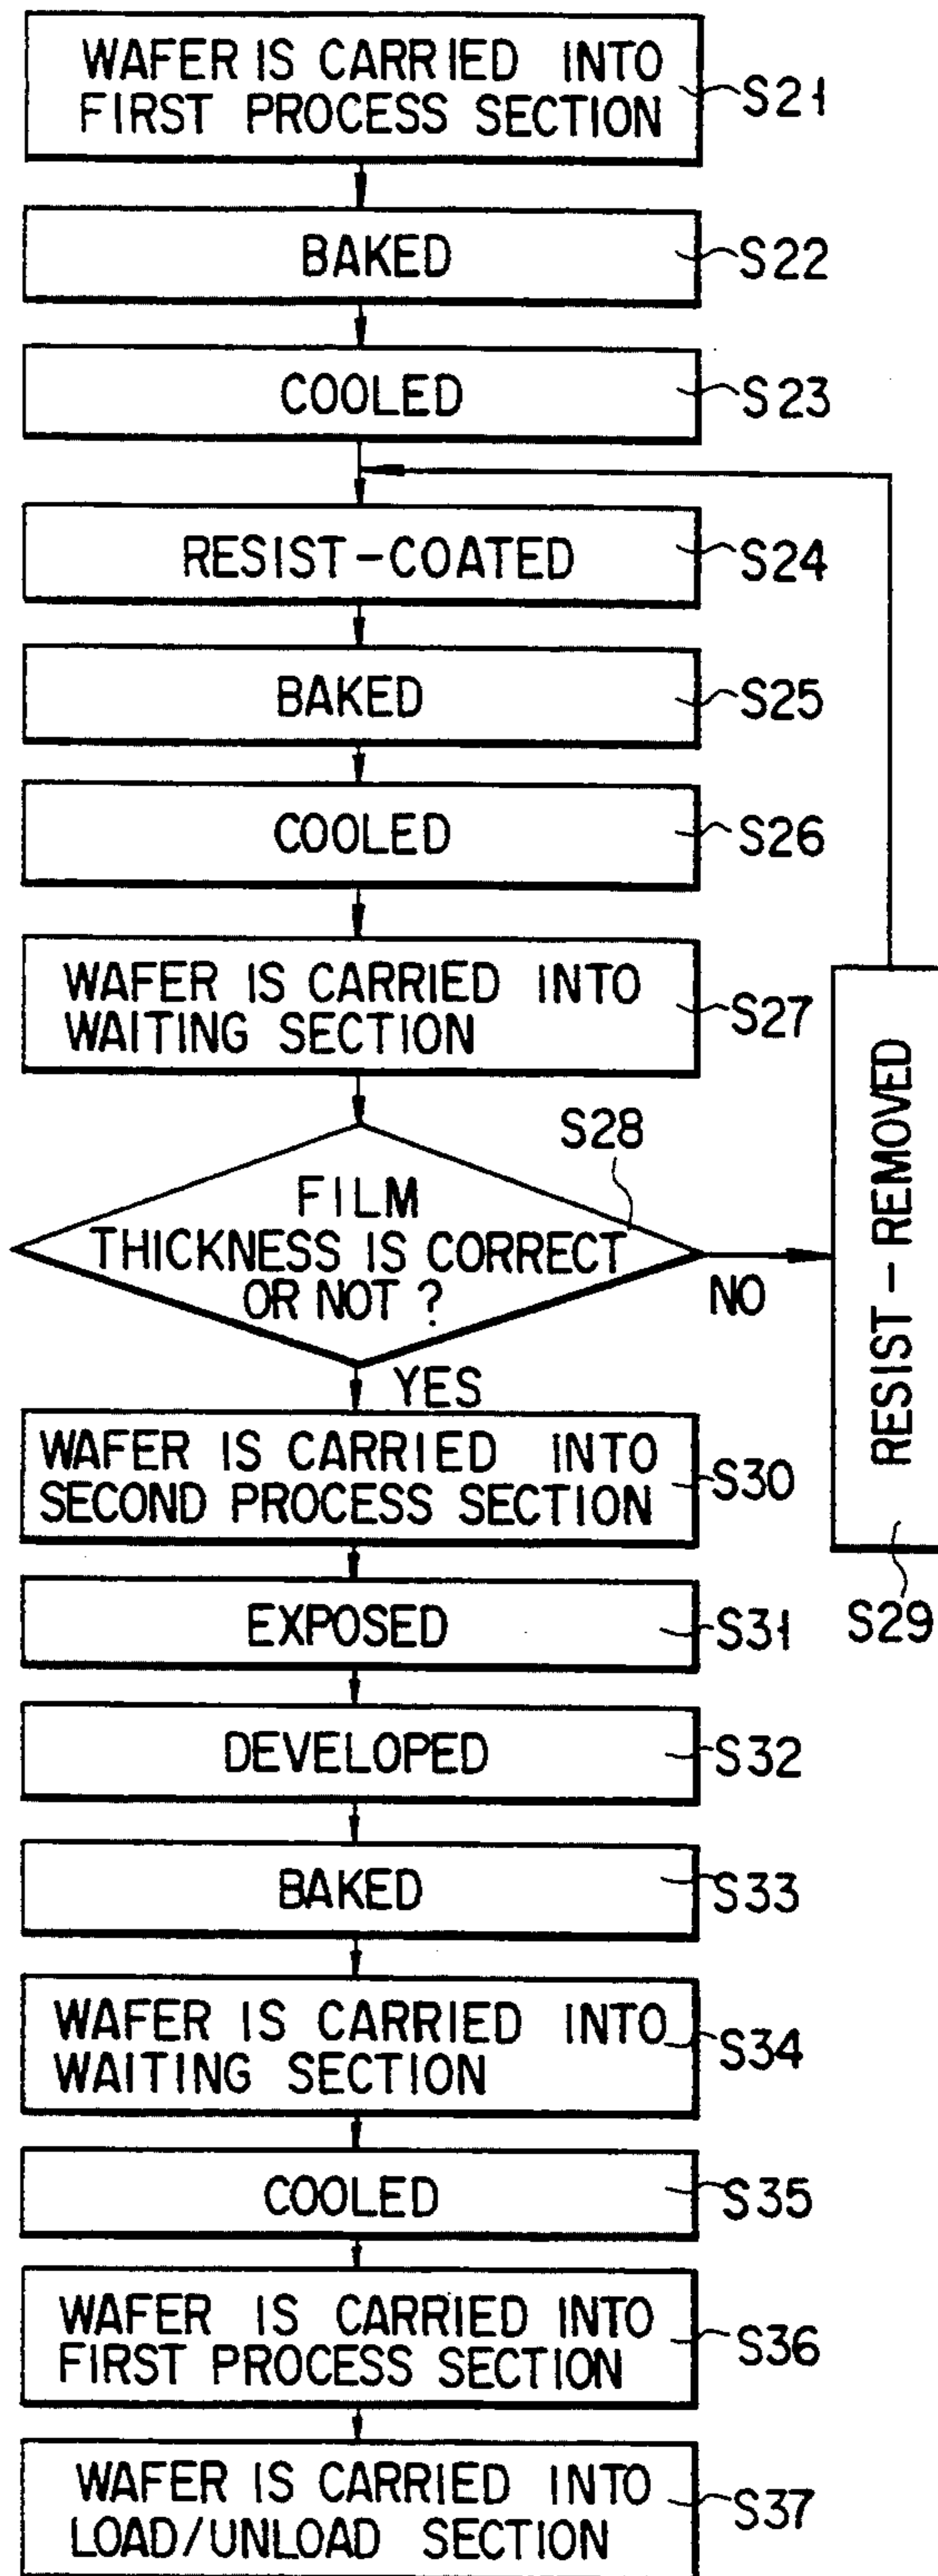 WAFER IS CARRIED INTO
FIRST PROCESS SECTION
S21
BAKED
S22
COOLED
S23
RESIST-COATED
S24
BAKED
S25
COOLED
S26
WAFER IS CARRIED INTO
WAITING SECTION
S27
FILM
THICKNESS IS CORRECT
OR NOT ?
S28
NO
RESIST - REMOVED
S29
YES
WAFER IS CARRIED INTO
SECOND PROCESS SECTION
S30
EXPOSED
S31
DEVELOPED
S32
BAKED
S33
WAFER IS CARRIED INTO
WAITING SECTION
S34
COOLED
S35
WAFER IS CARRIED INTO
FIRST PROCESS SECTION
S36
WAFER IS CARRIED INTO
LOAD/UNLOAD SECTION
S37